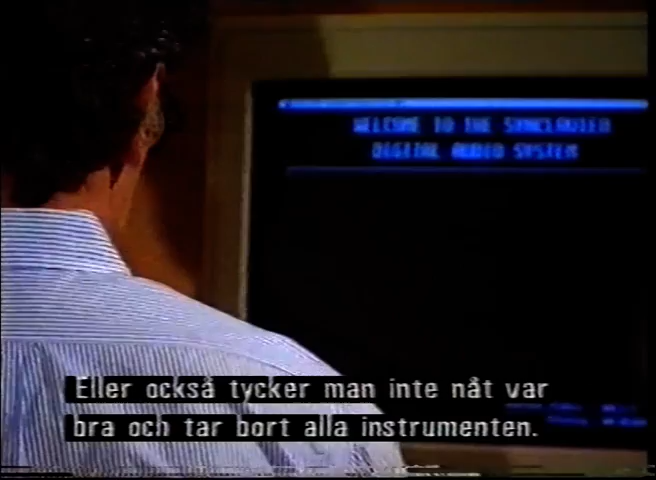 WELCOME TO THE SYNCLAVIER
DIGITAL AUDIO SYSTEM
Eller också tycker man inte nåt var
bra och tar bort alla instrumenten.